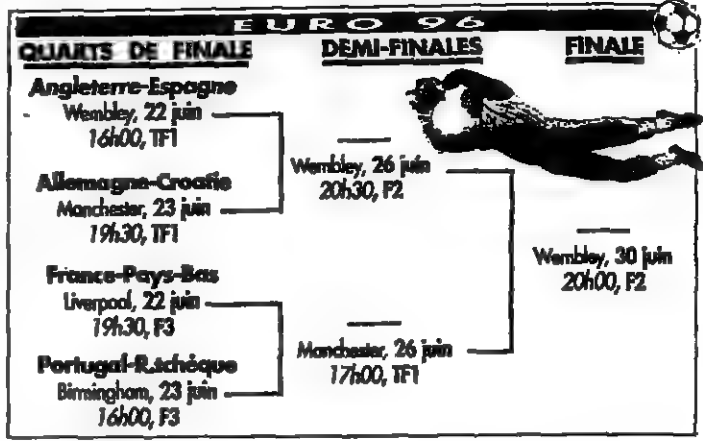 EURO 96
QUARTS DE FINALE
Angleterre-Espagne
Wembley, 22 juin
16h00, TF1
Allemagne-Croatie
Manchester, 23 juin
19h30, TF1
France-Pays-Bas
Liverpool, 22 juin
19h30, F3
Portugal-R.tchèque
Birmingham, 23 juin
16h00, F3
DEMI-FINALES
Wembley, 26 juin
20h30, F2
Manchester, 26 juin
17h00, TF1
FINALE
Wembley, 30 juin
20h00, F2